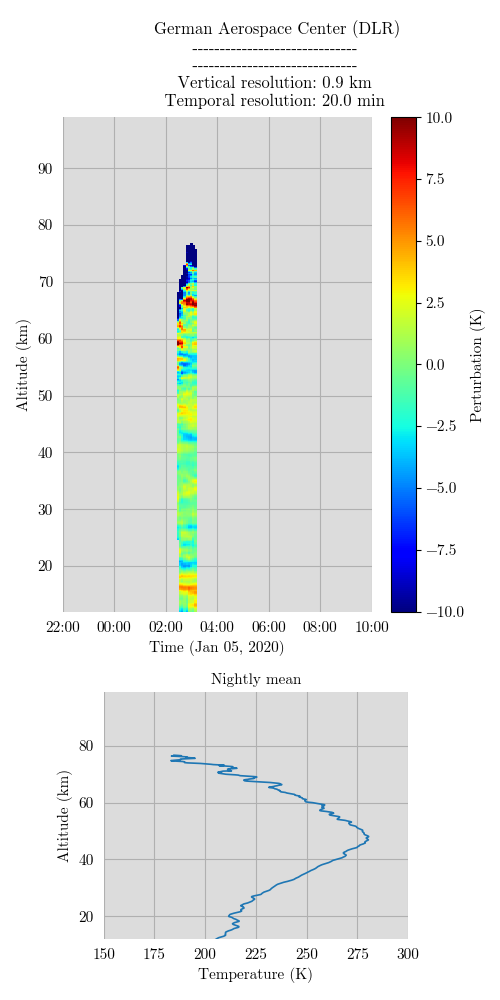 German Aerospace Center (DLR)
------------------------------
------------------------------
Vertical resolution: 0.9 km
Temporal resolution: 20.0 min
90
80
70
60
50
40
30
20
Altitude (km)
22:00 00:00 02:00 04:00 06:00 08:00 10:00
Time (Jan 05, 2020)
10.0
7.5
5.0
2.5
0.0
−2.5
−5.0
−7.5
−10.0
Perturbation (K)
Nightly mean
80
60
40
20
Altitude (km)
150 175 200 225 250 275 300
Temperature (K)